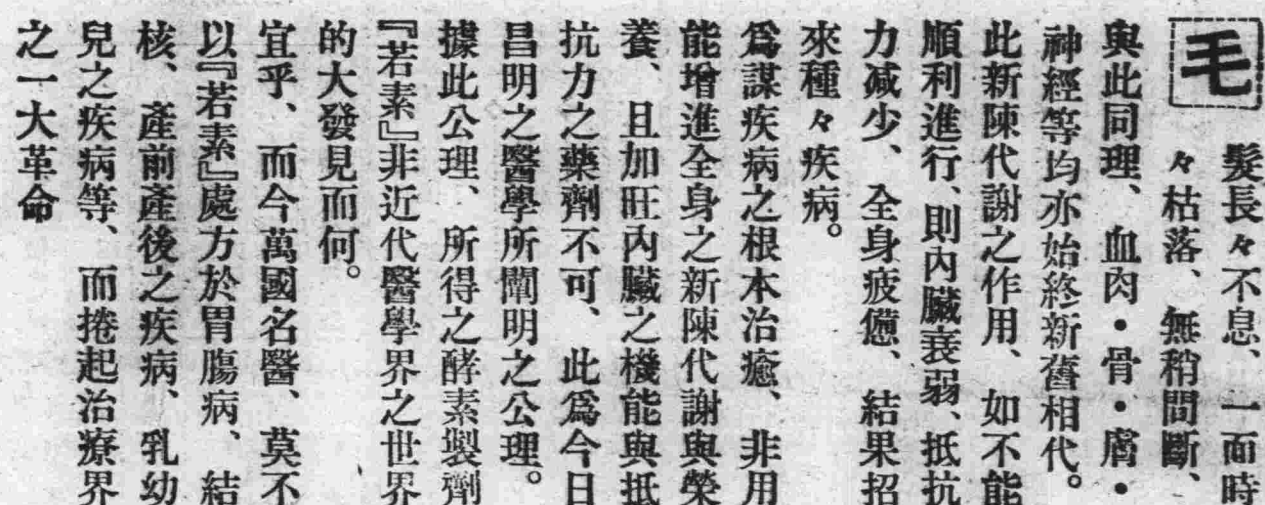 毛髮長々不息、一面時
々枯落、無稍間斷、
與此同理、血肉・骨・膚・
神經等均亦始終新舊相代。
此新陳代謝之作用、如不能
順利進行、則內臟衰弱、抵抗
力減少、全身疲憊、結果招
來種々疾病。
爲謀疾病之根本治癒、非用
能增進全身之新陳代謝與榮
養、且加旺內臟之機能與抵
抗力之藥劑不可、此爲今日
昌明之醫學所闡明之公理。
據此公理、所得之酵素製劑
『若素』非近代醫學界之世界
的大發見而何。
宜乎、而今萬國名醫、莫不
以『若素』處方於胃腸病、結
核、產前產後之疾病、乳幼
兒之疾病等、而捲起治療界
之一大革命